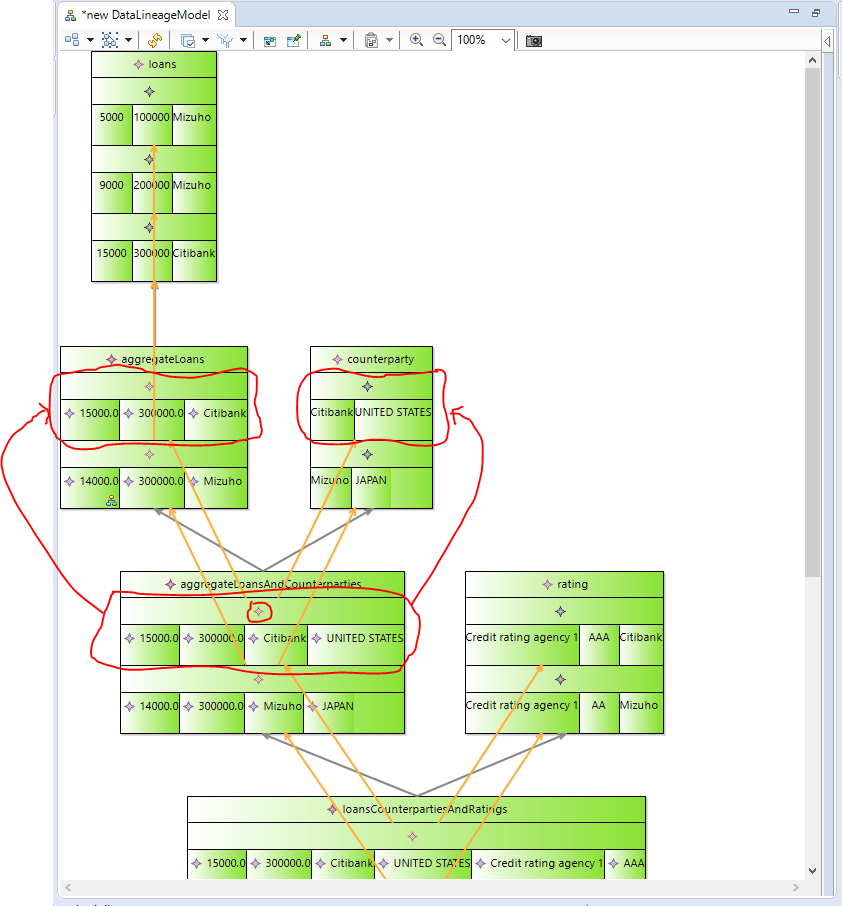 *new DataLineageModel
100%
loans
5000 100000 Mizuho
9000 200000 Mizuho
15000 300000 Citibank
aggregateLoans
15000.0 300000.0 Citibank
14000.0 300000.0 Mizuho
counterparty
Citibank UNITED STATES
Mizuho JAPAN
aggregateLoansAndCounterparties
15000.0 300000.0 Citibank UNITED STATES
14000.0 300000.0 Mizuho JAPAN
rating
Credit rating agency 1 AAA Citibank
Credit rating agency 1 AA Mizuho
loansCounterpartiesAndRatings
15000.0 300000.0 Citibank UNITED STATES Credit rating agency 1 AAA